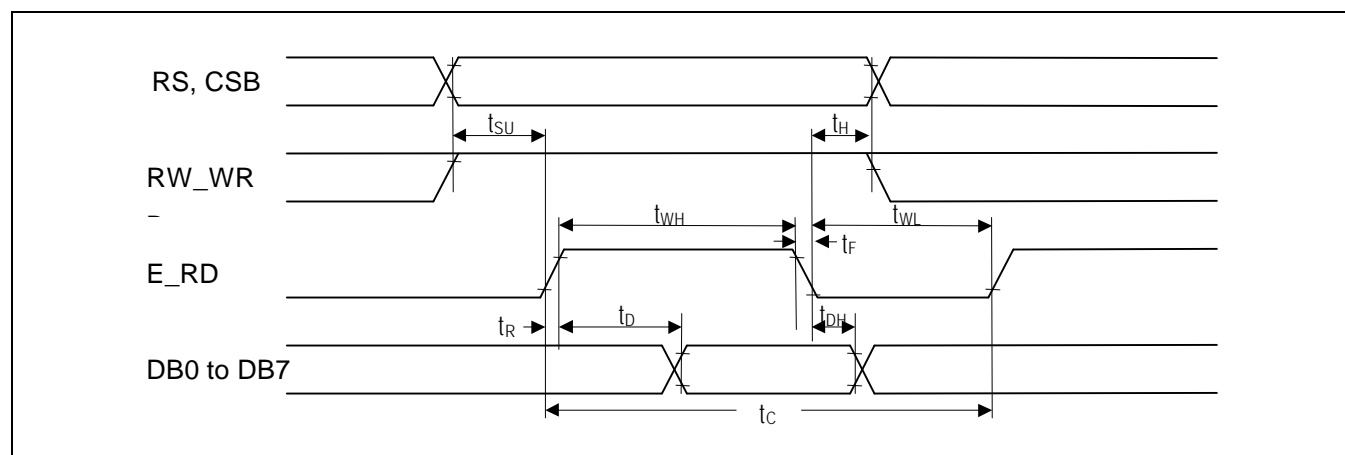 RS, CSB
tSU
tH
RW_WR
_
tWH
tWL
tF
E_RD
tR
tD
tDH
DB0 to DB7
tC